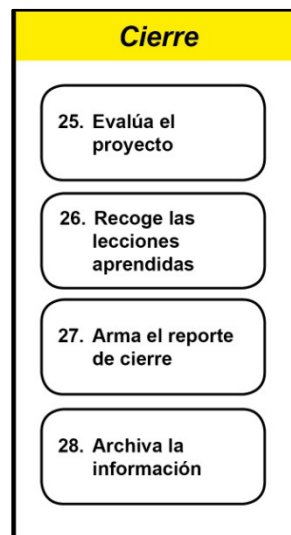 Cierre
25. Evalúa el
proyecto
26. Recoge las
lecciones
aprendidas
27. Arma el reporte
de cierre
28. Archiva la
información